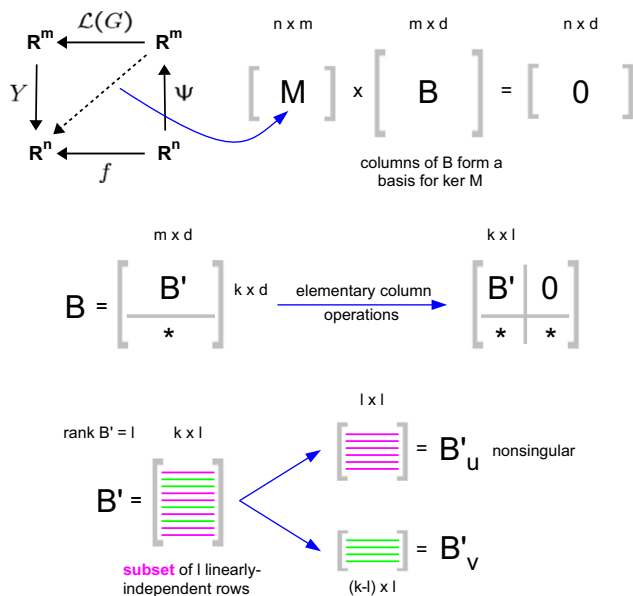 𝓛(G)
R^m R^m
Y Ψ
R^n R^n
f
n x m m x d n x d
[ M ] x [ B ] = [ 0 ]
columns of B form a
basis for ker M
m x d k x l
B = [ B' ] k x d elementary column [ B' 0 ]
* operations * *
l x l
rank B' = l k x l
= B'_u nonsingular
B' =
= B'_v
subset of l linearly- (k-l) x l
independent rows